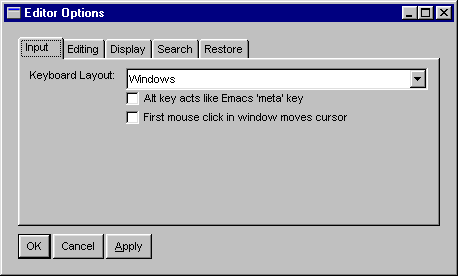 Editor Options
Input Editing Display Search Restore
Keyboard Layout: Windows
Alt key acts like Emacs 'meta' key
First mouse click in window moves cursor
OK Cancel Apply